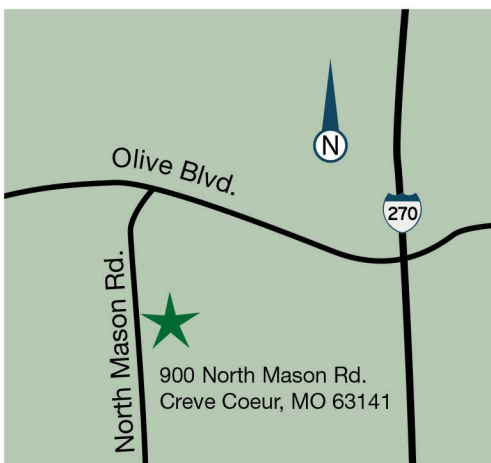 N
Olive Blvd.
270
North Mason Rd.
900 North Mason Rd.
Creve Coeur, MO 63141